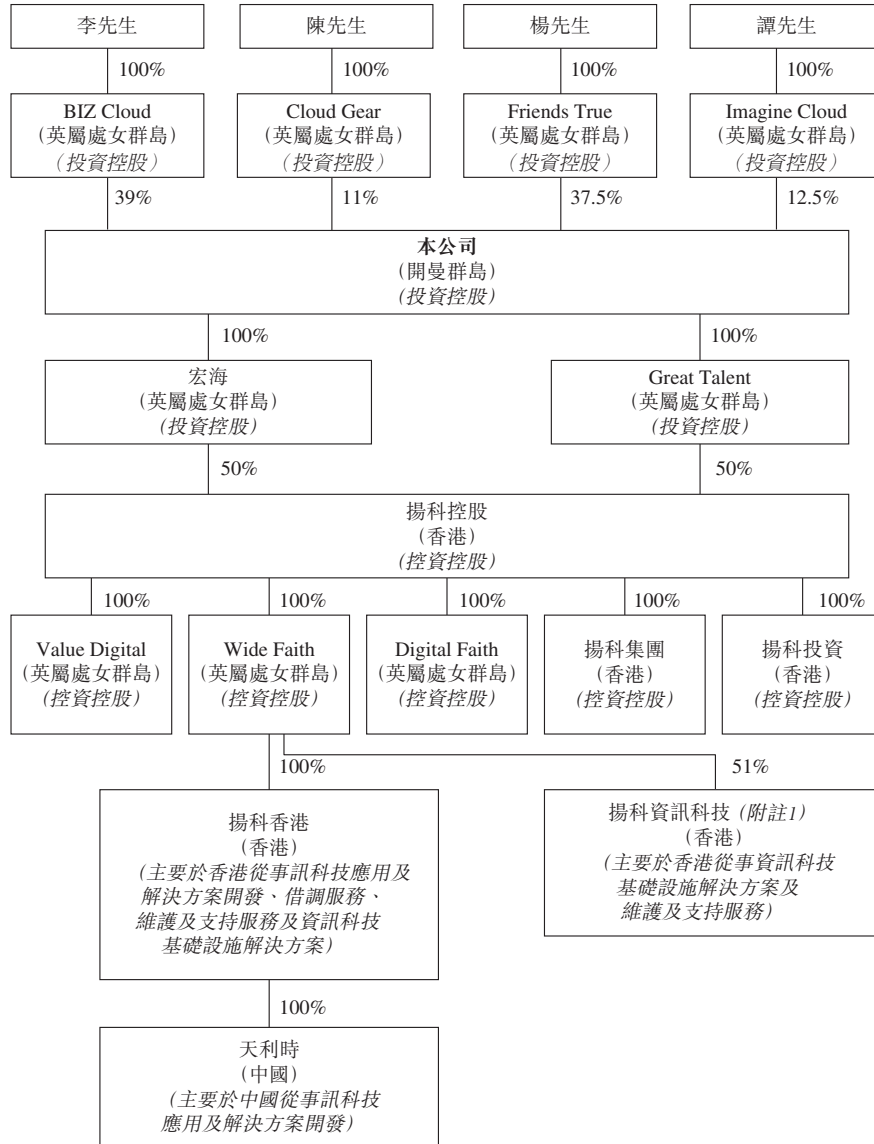 李先生
陳先生
楊先生
譚先生
100%
100%
100%
100%
BIZ Cloud
(英屬處女群島)
(投資控股)
Cloud Gear
(英屬處女群島)
(投資控股)
Friends True
(英屬處女群島)
(投資控股)
Imagine Cloud
(英屬處女群島)
(投資控股)
39%
11%
37.5%
12.5%
本公司
(開曼群島)
(投資控股)
100%
100%
宏海
(英屬處女群島)
(投資控股)
Great Talent
(英屬處女群島)
(投資控股)
50%
50%
揚科控股
(香港)
(控資控股)
100%
100%
100%
100%
100%
Value Digital
(英屬處女群島)
(控資控股)
Wide Faith
(英屬處女群島)
(控資控股)
Digital Faith
(英屬處女群島)
(控資控股)
揚科集團
(香港)
(控資控股)
揚科投資
(香港)
(控資控股)
100%
51%
揚科香港
(香港)
(主要於香港從事訊科技應用及
解決方案開發、借調服務、
維護及支持服務及資訊科技
基礎設施解決方案)
揚科資訊科技 (附註1)
(香港)
(主要於香港從事資訊科技
基礎設施解決方案及
維護及支持服務)
100%
天利時
(中國)
(主要於中國從事訊科技
應用及解決方案開發)